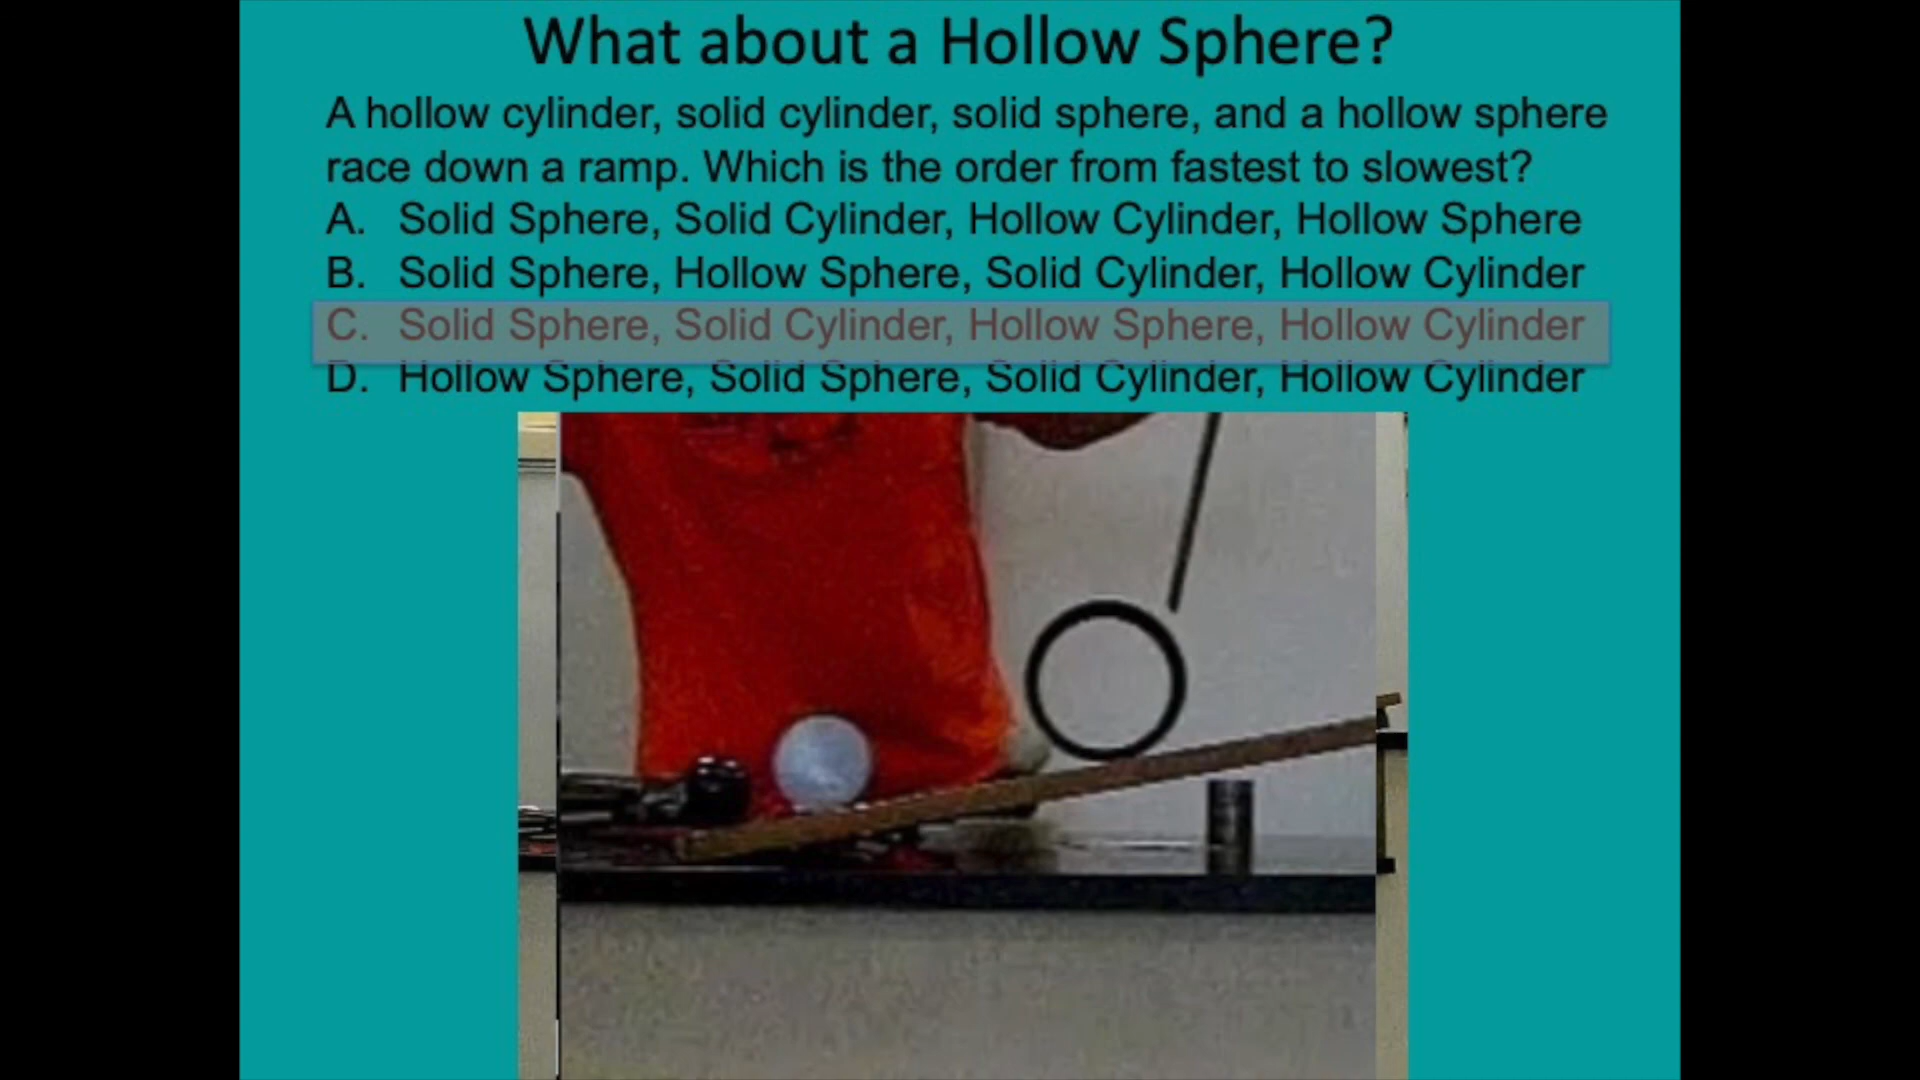 What about a Hollow Sphere?
A hollow cylinder, solid cylinder, solid sphere, and a hollow sphere
race down a ramp. Which is the order from fastest to slowest?
A. Solid Sphere, Solid Cylinder, Hollow Cylinder, Hollow Sphere
B. Solid Sphere, Hollow Sphere, Solid Cylinder, Hollow Cylinder
C. Solid Sphere, Solid Cylinder, Hollow Sphere, Hollow Cylinder
D. Hollow Sphere, Solid Sphere, Solid Cylinder, Hollow Cylinder